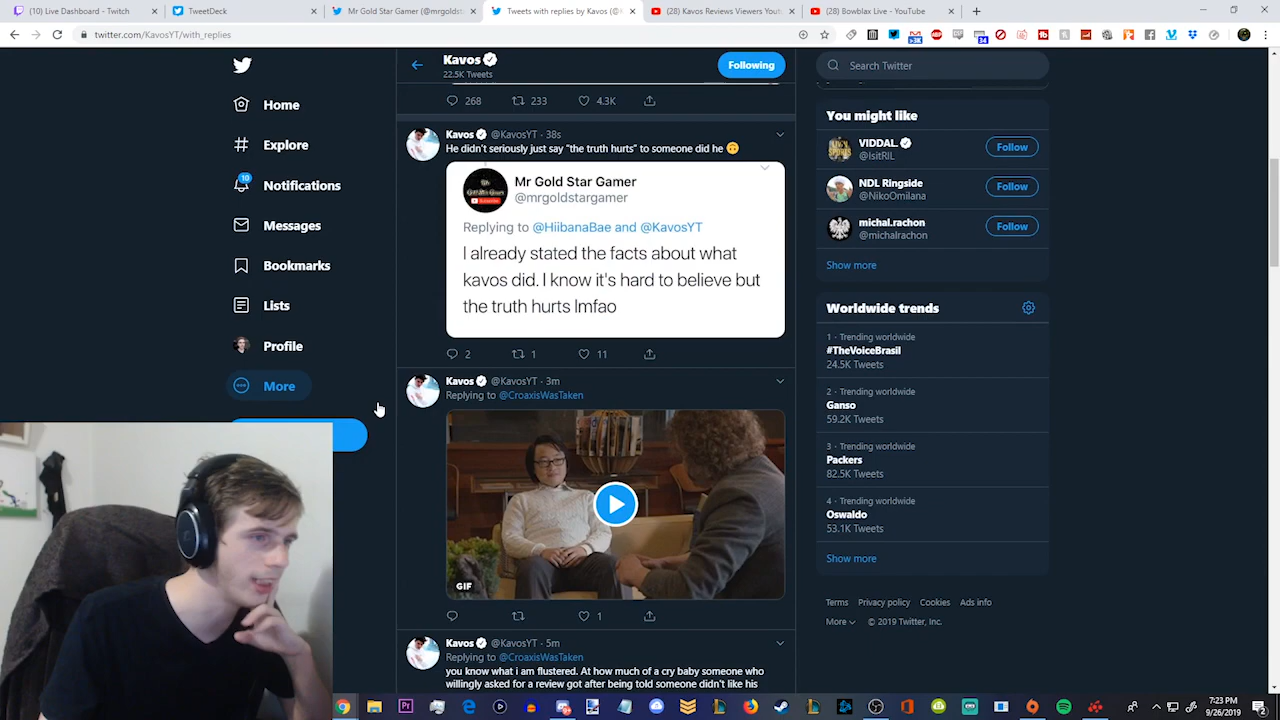 (10) Live Dashboard - Twitch
TweetDeck
Mr Gold Star Gamer (@mrgoldst
Tweets with replies by Kavos (@
(28) Kavos Reviews Viewers Youtu
(28) Bowblax - YouTube
twitter.com/KavosYT/with_replies
Home
Explore
10
Notifications
Messages
Bookmarks
Lists
Profile
More
Kavos
22.5K Tweets
Following
268
233
4.3K
Kavos @KavosYT · 38s
He didn't seriously just say "the truth hurts" to someone did he 🙃
Mr Gold Star Gamer
@mrgoldstargamer
Replying to @HiibanaBae and @KavosYT
I already stated the facts about what
kavos did. I know it's hard to believe but
the truth hurts lmfao
2
1
11
Kavos @KavosYT · 3m
Replying to @CroaxisWasTaken
GIF
1
Kavos @KavosYT · 5m
Replying to @CroaxisWasTaken
you know what i am flustered. At how much of a cry baby someone who
willingly asked for a review got after being told someone didn't like his
Search Twitter
You might like
VIDDAL.
@IsitRIL
Follow
NDL Ringside
@NikoOmilana
Follow
michal.rachon
@michalrachon
Follow
Show more
Worldwide trends
1 · Trending worldwide
#TheVoiceBrasil
24.5K Tweets
2 · Trending worldwide
Ganso
59.2K Tweets
3 · Trending worldwide
Packers
82.5K Tweets
4 · Trending worldwide
Oswaldo
53.1K Tweets
Show more
Terms Privacy policy Cookies Ads info
More © 2019 Twitter, Inc.
7:23 PM
9/26/2019